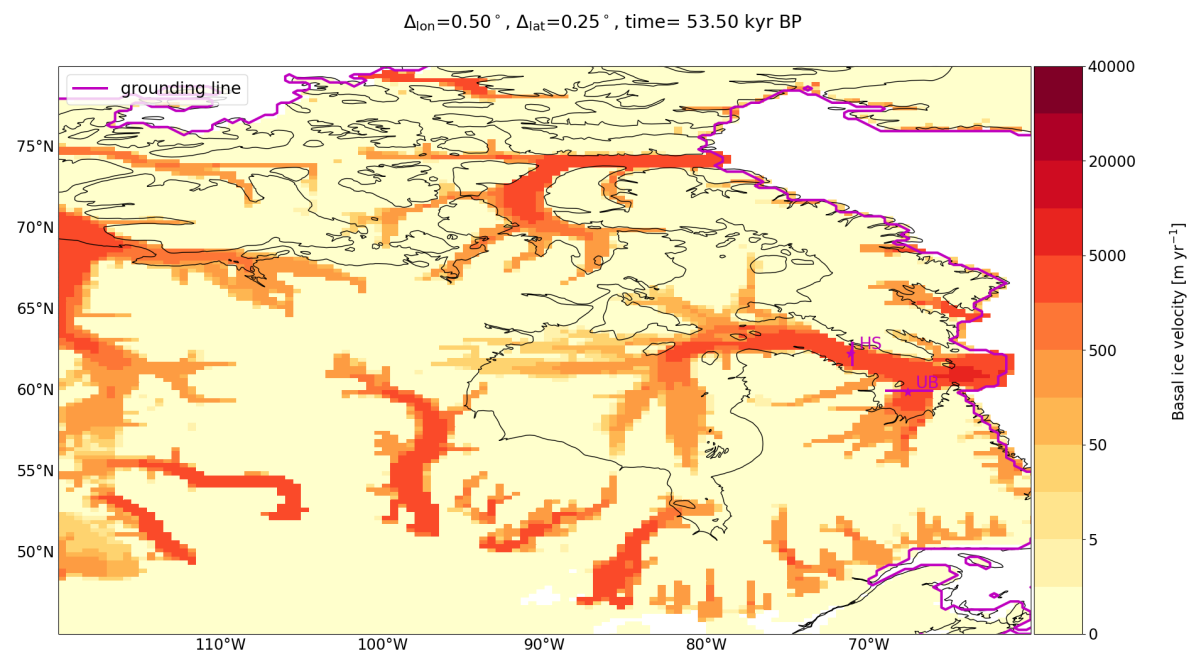 Δlon=0.50°, Δlat=0.25°, time= 53.50 kyr BP
grounding line
75°N
70°N
65°N
60°N
55°N
50°N
110°W
100°W
90°W
80°W
70°W
HS
UB
40000
20000
5000
500
50
5
0
Basal ice velocity [m yr⁻¹]